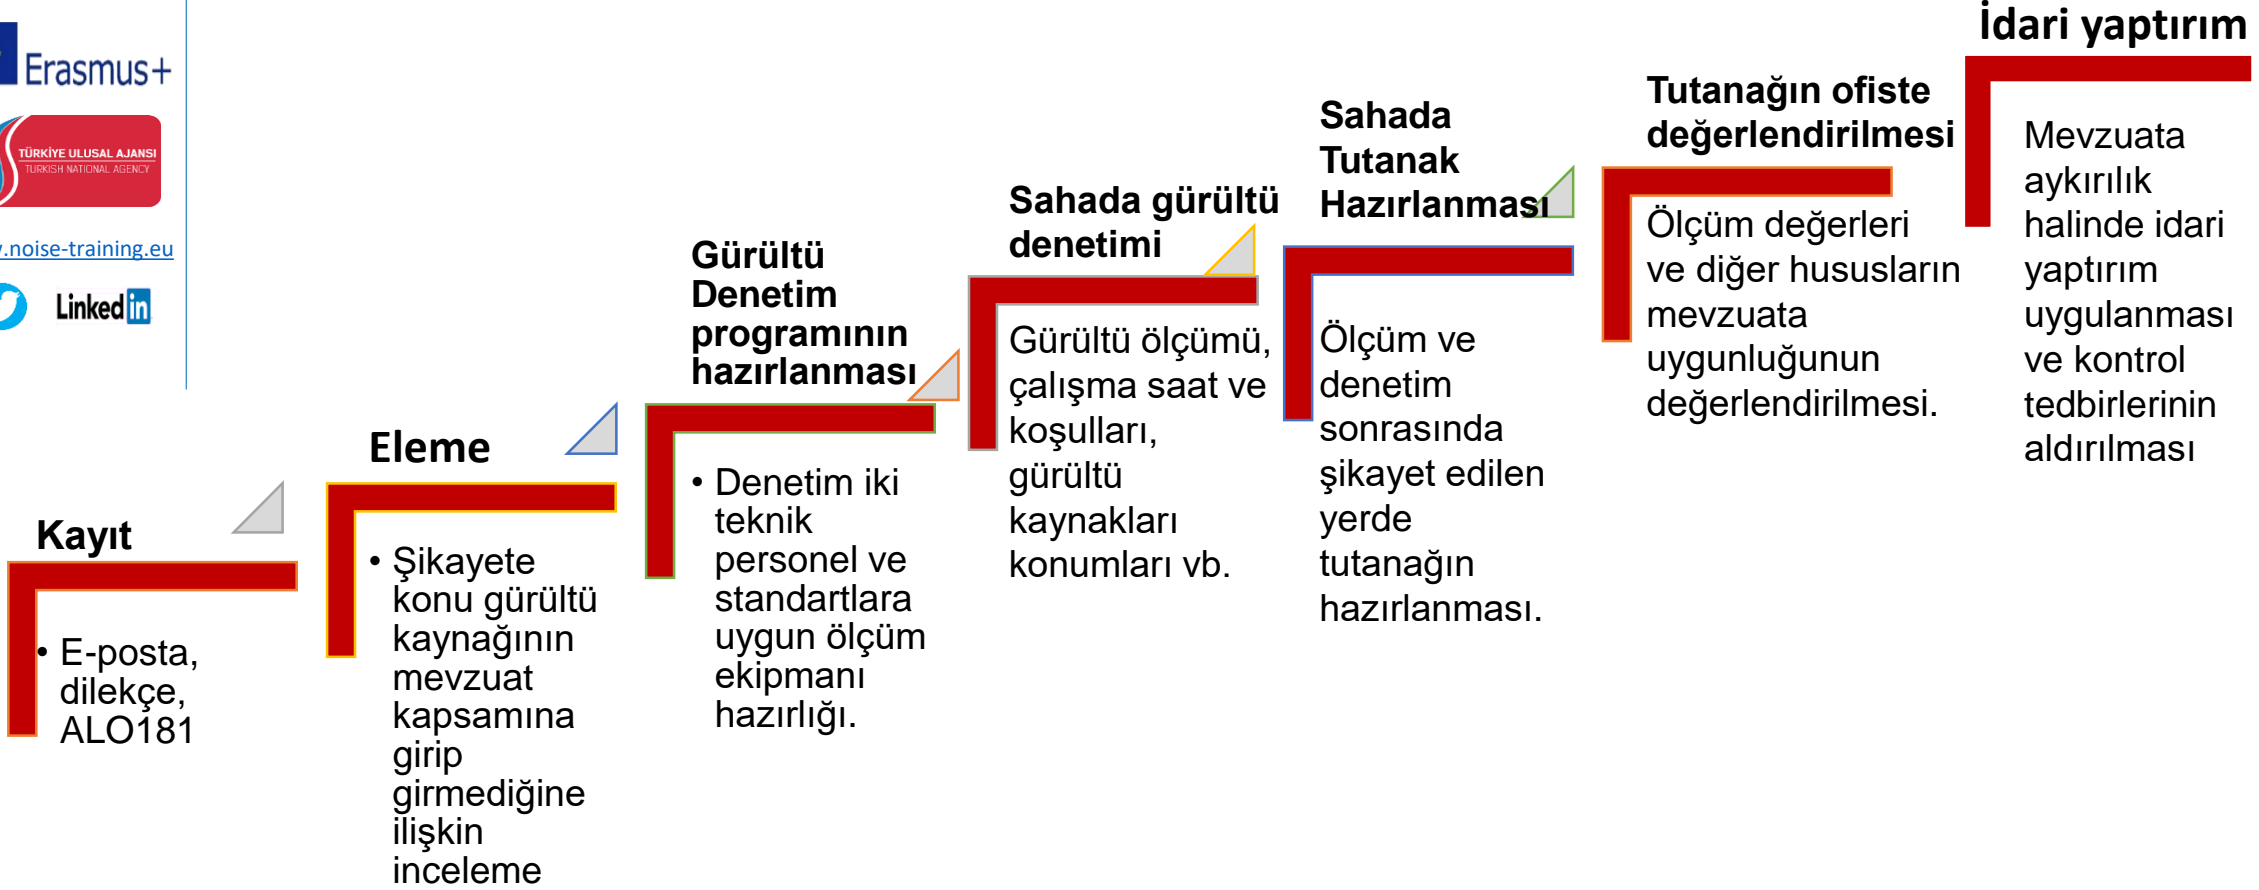 Erasmus+
TÜRKİYE ULUSAL AJANSI
TURKISH NATIONAL AGENCY
.noise-training.eu
Linked in
Kayıt
• E-posta,
dilekçe,
ALO181
Eleme
• Şikayete
konu gürültü
kaynağının
mevzuat
kapsamına
girip
girmediğine
ilişkin
inceleme
Gürültü
Denetim
programının
hazırlanması
• Denetim iki
teknik
personel ve
standartlara
uygun ölçüm
ekipmanı
hazırlığı.
Sahada gürültü
denetimi
Gürültü ölçümü,
çalışma saat ve
koşulları,
gürültü
kaynakları
konumları vb.
Sahada
Tutanak
Hazırlanması
Ölçüm ve
denetim
sonrasında
şikayet edilen
yerde
tutanağın
hazırlanması.
Tutanağın ofiste
değerlendirilmesi
Ölçüm değerleri
ve diğer hususların
mevzuata
uygunluğunun
değerlendirilmesi.
İdari yaptırım
Mevzuata
aykırılık
halinde idari
yaptırım
uygulanması
ve kontrol
tedbirlerinin
aldırılması